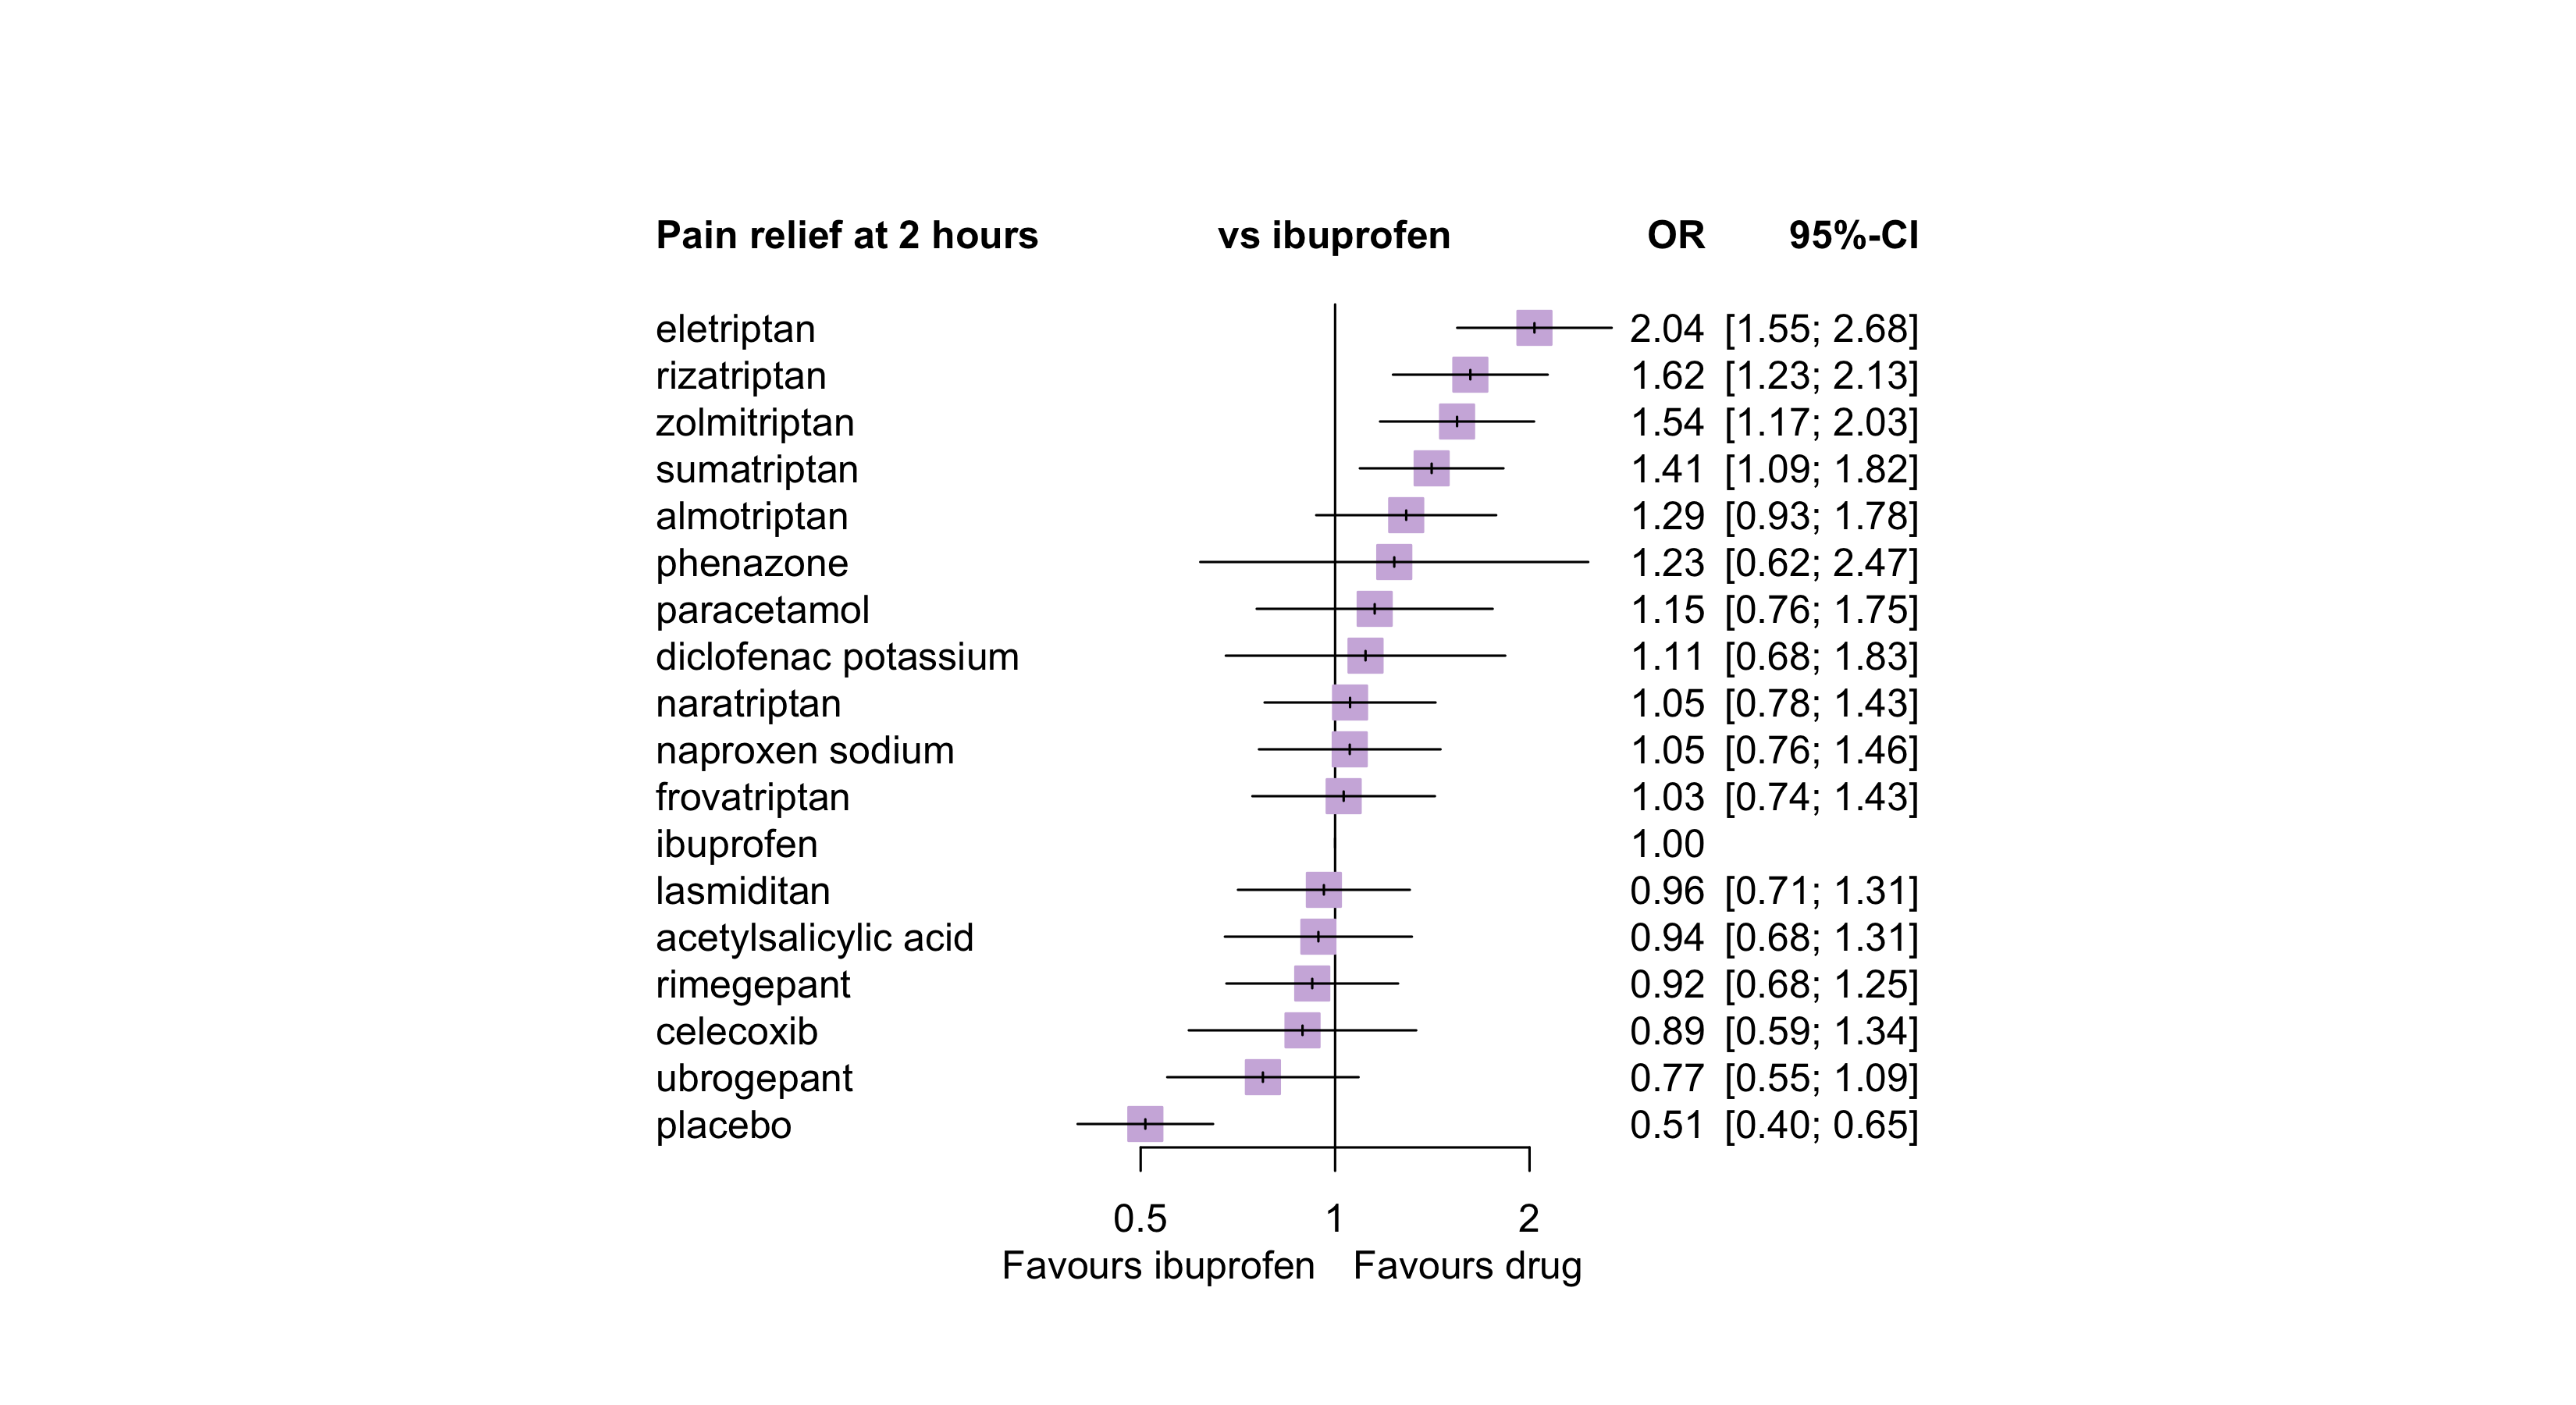 Pain relief at 2 hours vs ibuprofen OR 95%-CI
eletriptan 2.04 [1.55; 2.68]
rizatriptan 1.62 [1.23; 2.13]
zolmitriptan 1.54 [1.17; 2.03]
sumatriptan 1.41 [1.09; 1.82]
almotriptan 1.29 [0.93; 1.78]
phenazone 1.23 [0.62; 2.47]
paracetamol 1.15 [0.76; 1.75]
diclofenac potassium 1.11 [0.68; 1.83]
naratriptan 1.05 [0.78; 1.43]
naproxen sodium 1.05 [0.76; 1.46]
frovatriptan 1.03 [0.74; 1.43]
ibuprofen 1.00
lasmiditan 0.96 [0.71; 1.31]
acetylsalicylic acid 0.94 [0.68; 1.31]
rimegepant 0.92 [0.68; 1.25]
celecoxib 0.89 [0.59; 1.34]
ubrogepant 0.77 [0.55; 1.09]
placebo 0.51 [0.40; 0.65]
0.5 1 2
Favours ibuprofen Favours drug